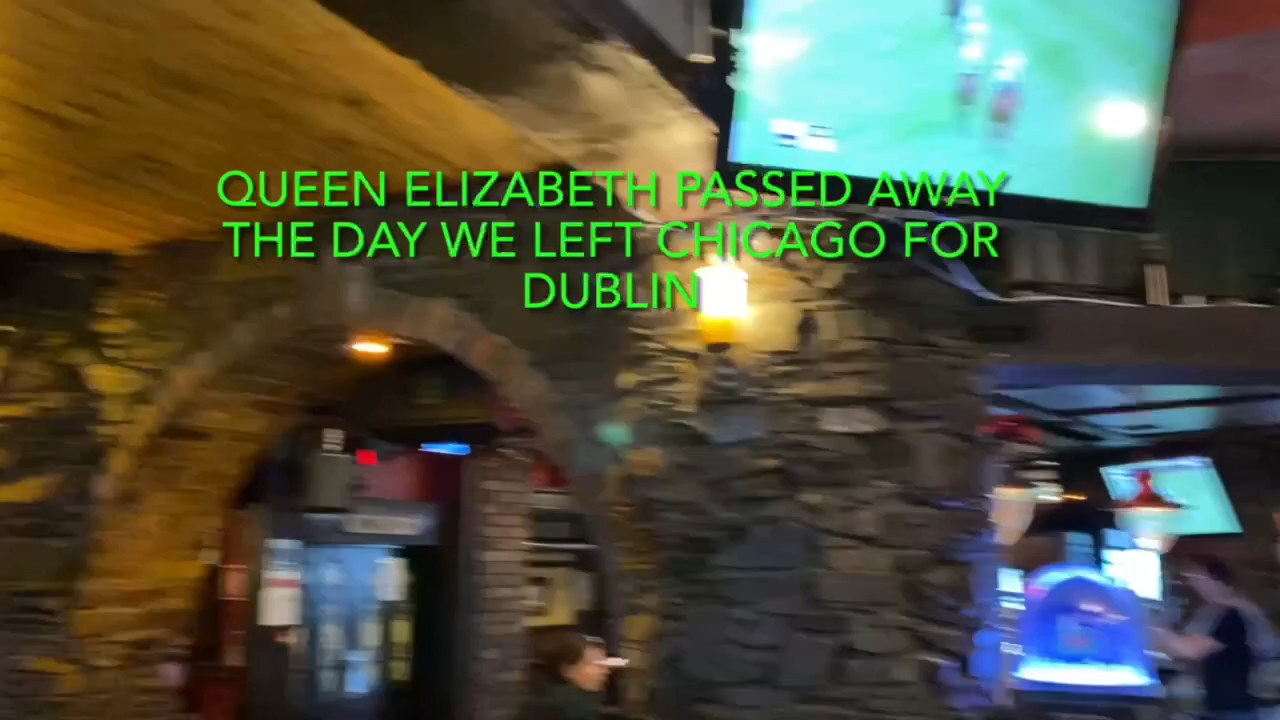 QUEEN ELIZABETH PASSED AWAY
THE DAY WE LEFT CHICAGO FOR
DUBLIN